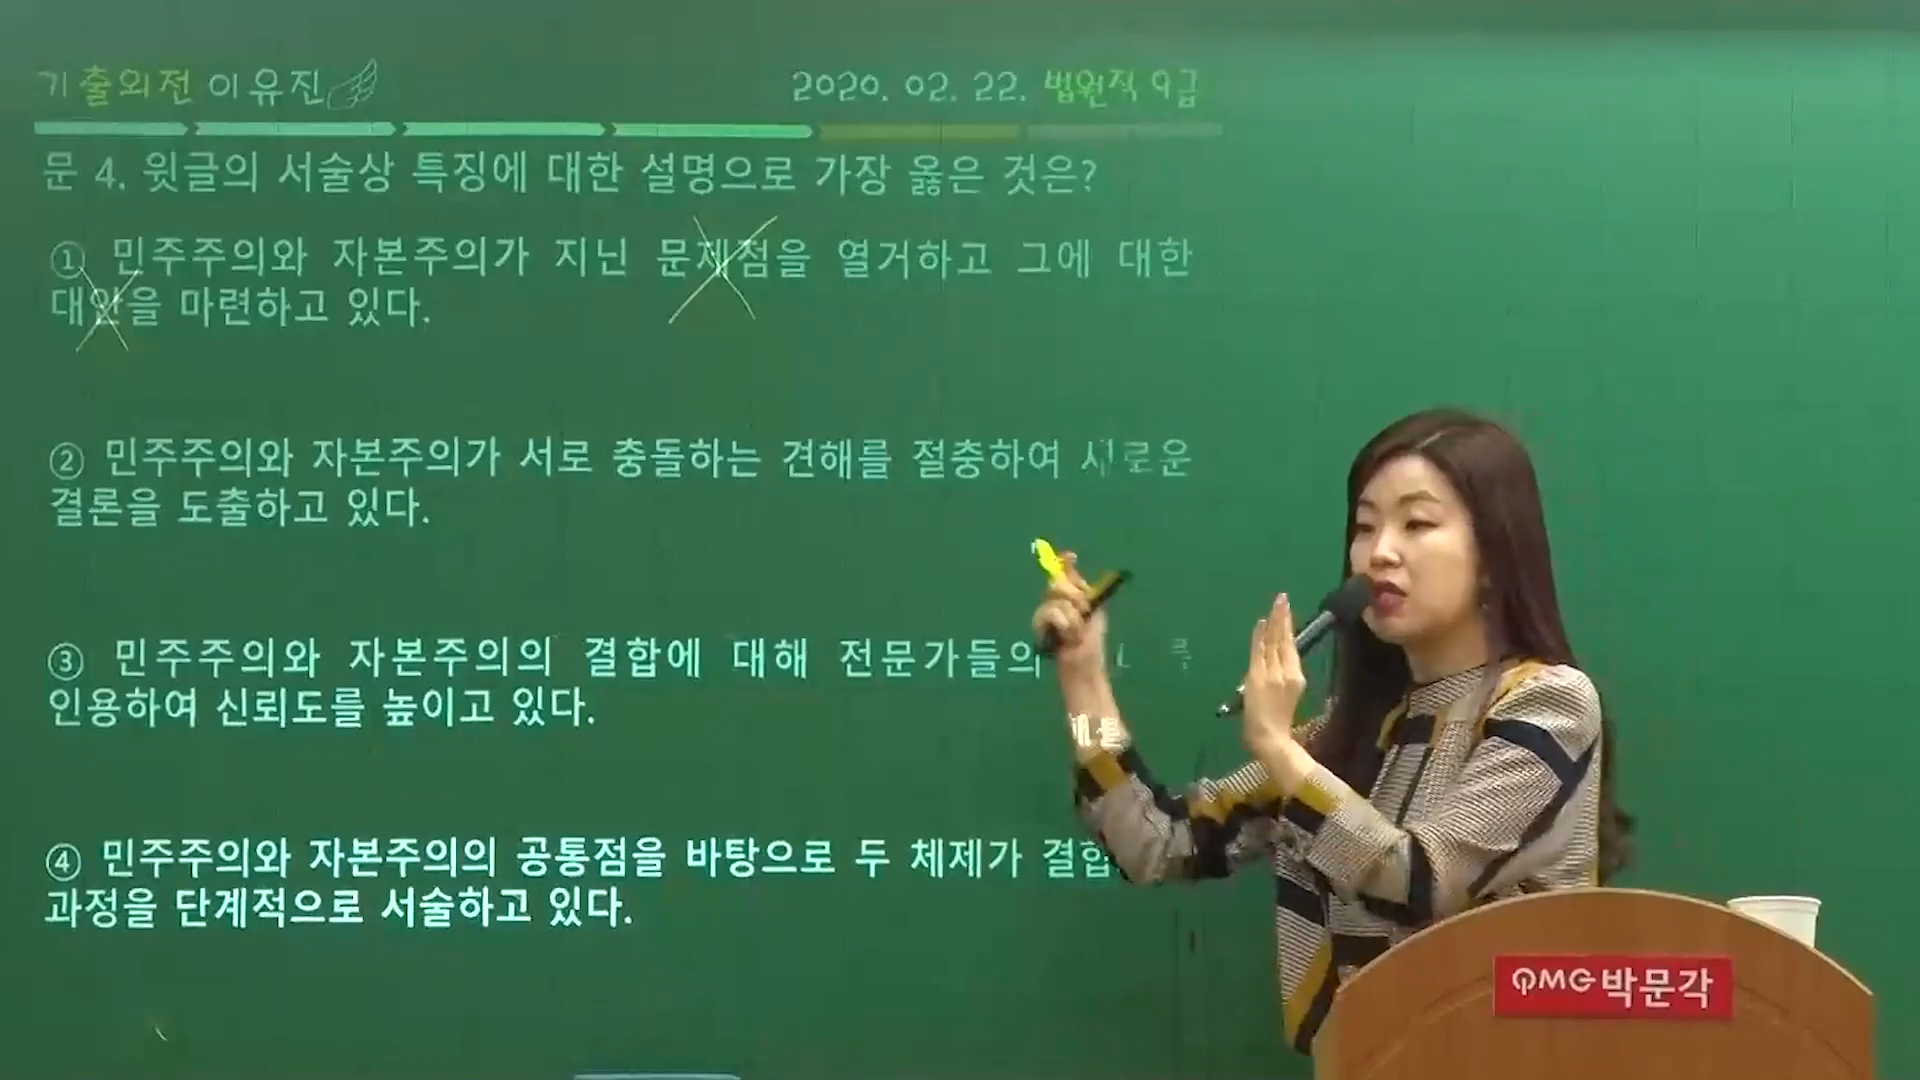 기출외전 이유진
2020. 02. 22. 법원직 9급
문 4. 윗글의 서술상 특징에 대한 설명으로 가장 옳은 것은?
① 민주주의와 자본주의가 지닌 문제점을 열거하고 그에 대한
대안을 마련하고 있다.
② 민주주의와 자본주의가 서로 충돌하는 견해를 절충하여 새로운
결론을 도출하고 있다.
③ 민주주의와 자본주의의 결합에 대해 전문가들의
인용하여 신뢰도를 높이고 있다.
④ 민주주의와 자본주의의 공통점을 바탕으로 두 체제가
과정을 단계적으로 서술하고 있다.
PMG 박문각